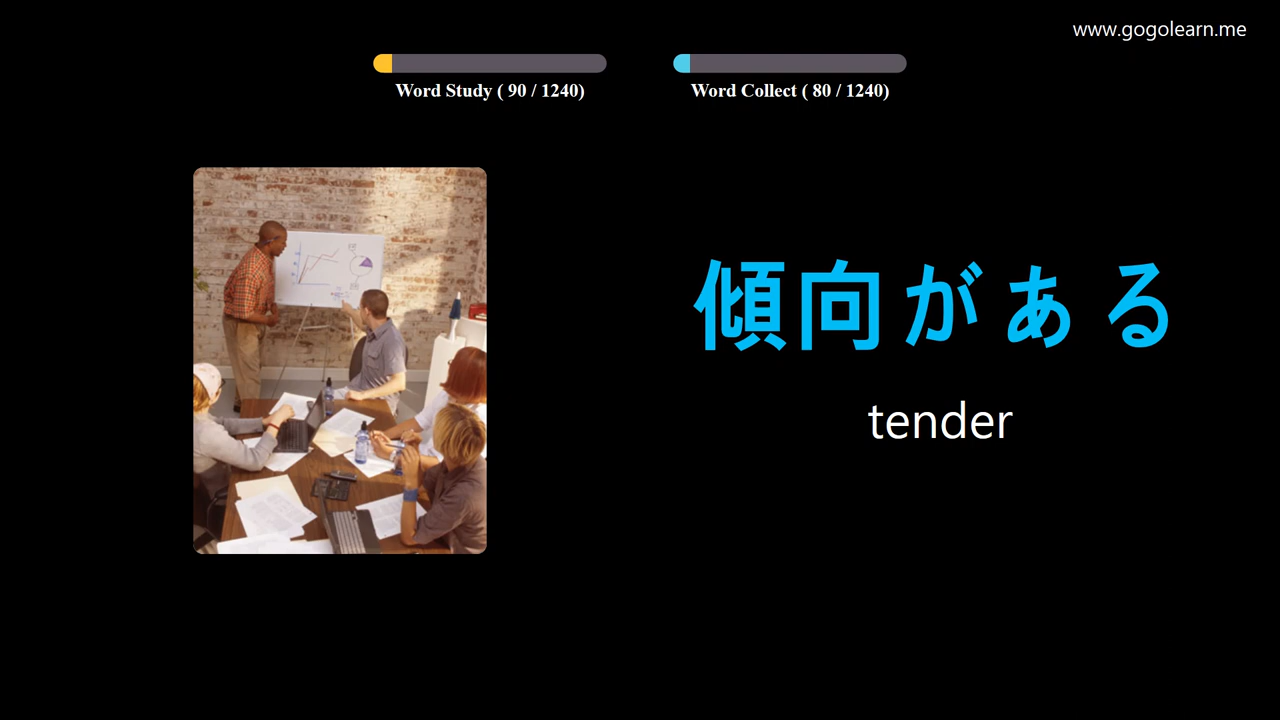 www.gogolearn.me
Word Study ( 90 / 1240)
Word Collect ( 80 / 1240)
傾向がある
tender